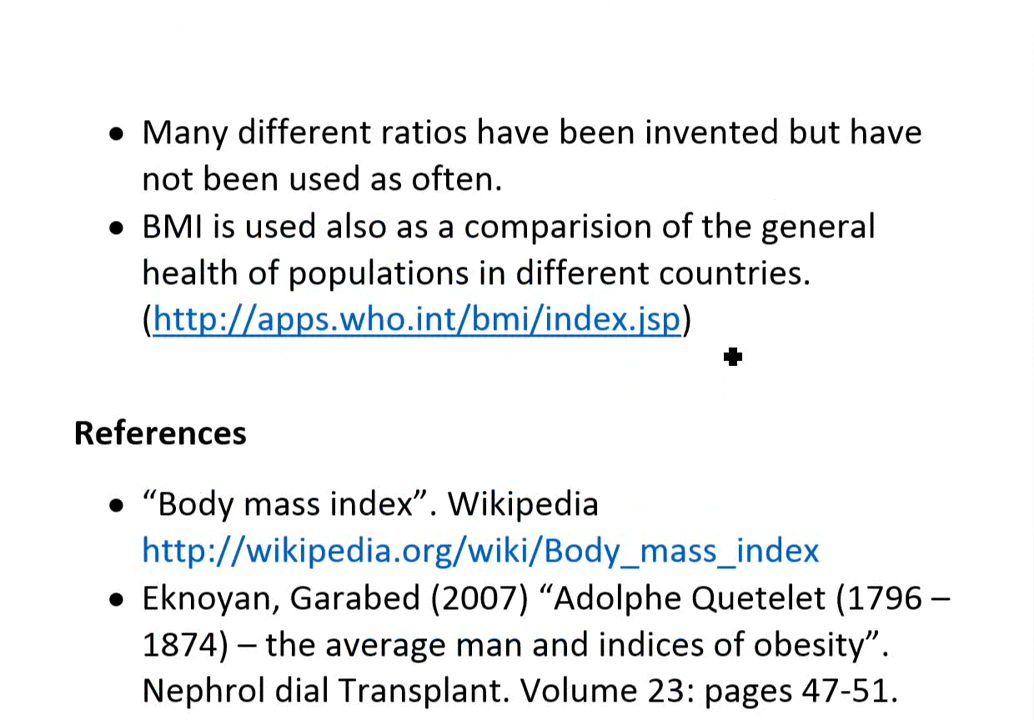 • Many different ratios have been invented but have
not been used as often.
• BMI is used also as a comparision of the general
health of populations in different countries.
(http://apps.who.int/bmi/index.jsp)
References
• “Body mass index”. Wikipedia
http://wikipedia.org/wiki/Body_mass_index
• Eknoyan, Garabed (2007) “Adolphe Quetelet (1796 –
1874) – the average man and indices of obesity”.
Nephrol dial Transplant. Volume 23: pages 47-51.